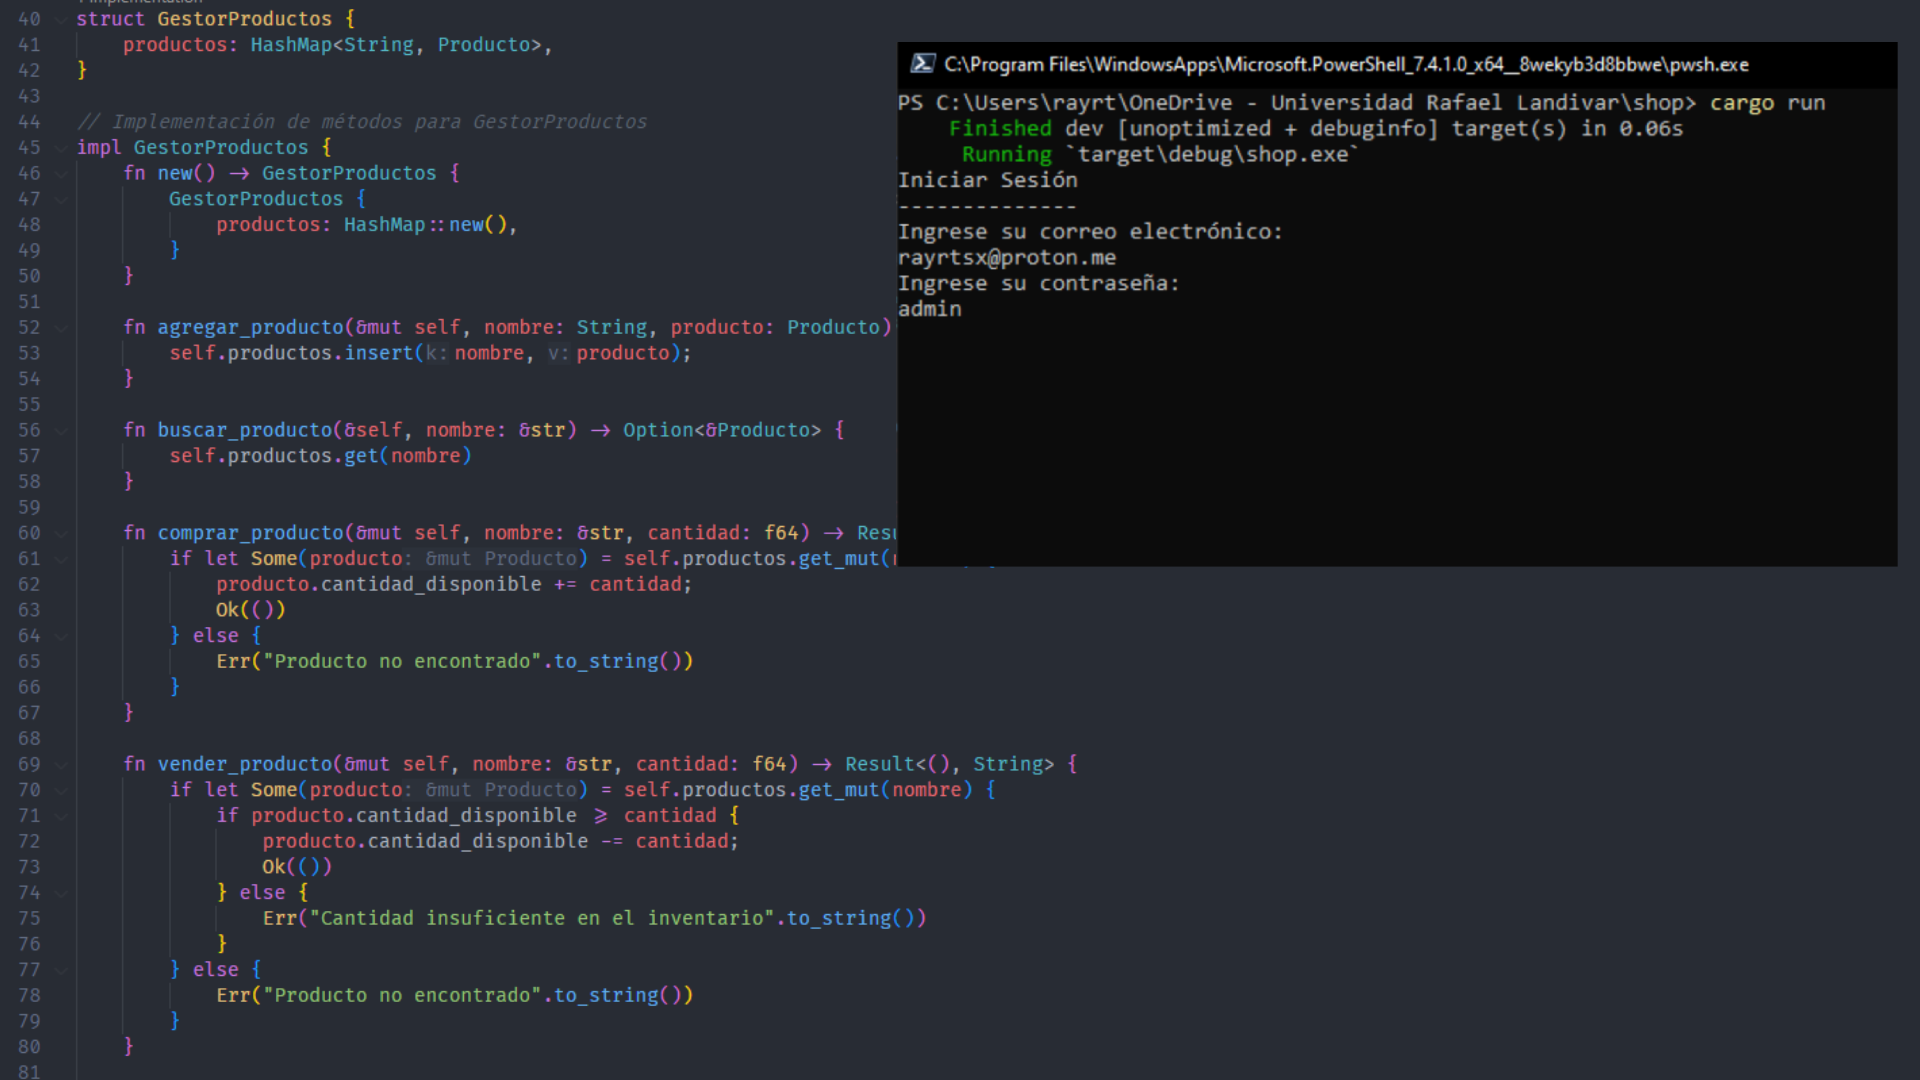 40 struct GestorProductos {
41 productos: HashMap<String, Producto>,
42 }
43
44 // Implementación de métodos para GestorProductos
45 impl GestorProductos {
46 fn new() → GestorProductos {
47 GestorProductos {
48 productos: HashMap::new(),
49 }
50 }
51
52 fn agregar_producto(&mut self, nombre: String, producto: Producto)
53 self.productos.insert(k: nombre, v: producto);
54 }
55
56 fn buscar_producto(&self, nombre: &str) → Option<&Producto> {
57 self.productos.get(nombre)
58 }
59
60 fn comprar_producto(&mut self, nombre: &str, cantidad: f64) →
61 if let Some(producto: &mut Producto) = self.productos.get_mut(
62 producto.cantidad_disponible += cantidad;
63 Ok(())
64 } else {
65 Err("Producto no encontrado".to_string())
66 }
67 }
68
69 fn vender_producto(&mut self, nombre: &str, cantidad: f64) → Result<(), String> {
70 if let Some(producto: &mut Producto) = self.productos.get_mut(nombre) {
71 if producto.cantidad_disponible ≥ cantidad {
72 producto.cantidad_disponible -= cantidad;
73 Ok(())
74 } else {
75 Err("Cantidad insuficiente en el inventario".to_string())
76 }
77 } else {
78 Err("Producto no encontrado".to_string())
79 }
80 }
81
C:\Program Files\WindowsApps\Microsoft.PowerShell_7.4.1.0_x64__8wekyb3d8bbwe\pwsh.exe
PS C:\Users\rayrt\OneDrive - Universidad Rafael Landivar\shop> cargo run
Finished dev [unoptimized + debuginfo] target(s) in 0.06s
Running `target\debug\shop.exe`
Iniciar Sesión
--------------
Ingrese su correo electrónico:
rayrtsx@proton.me
Ingrese su contraseña:
admin